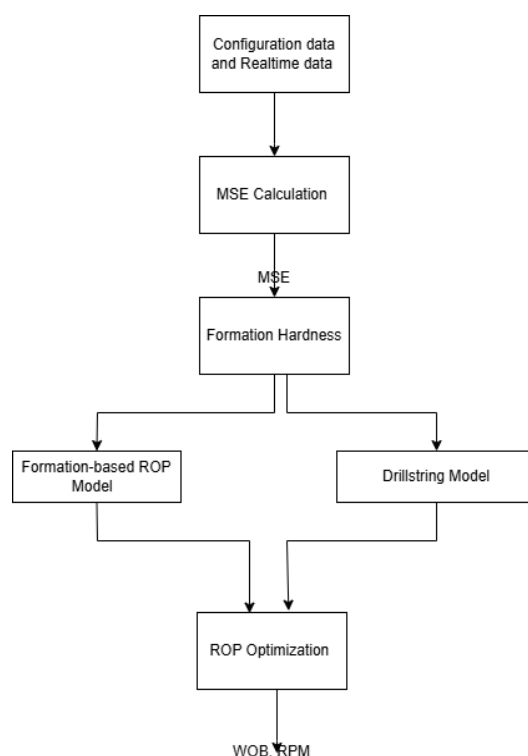 Configuration data
and Realtime data
MSE Calculation
MSE
Formation Hardness
Formation-based ROP
Model
Drillstring Model
ROP Optimization
WOB, RPM